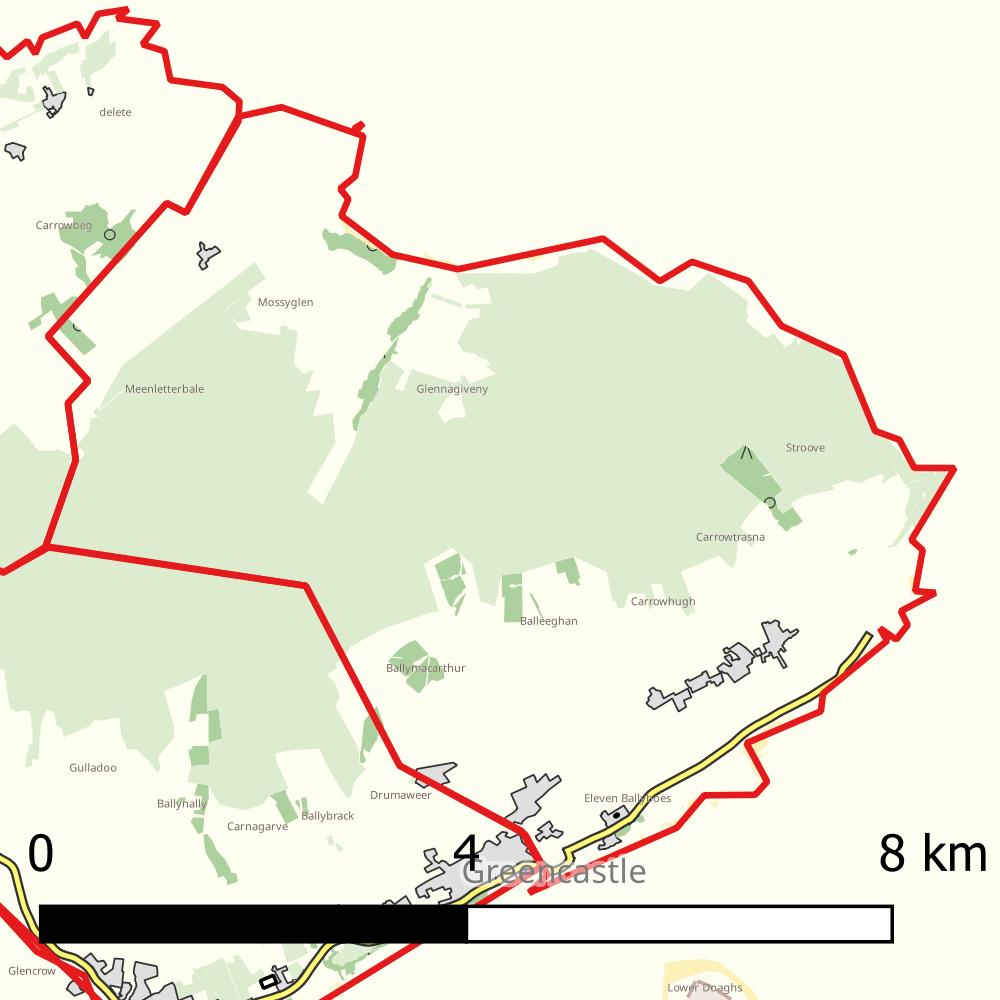 delete
Carrowbeg
Mossyglen
Meenletterbale
Glennagiveny
Stroove
Carrowtrasna
Carrowhugh
Balleeghan
Ballymacarthur
Gulladoo
Drumaweer
Eleven Ballyboes
Ballynally
Ballybrack
Carnagarve
0 4 8 km
Greencastle
Glencrow
Lower Doaghs